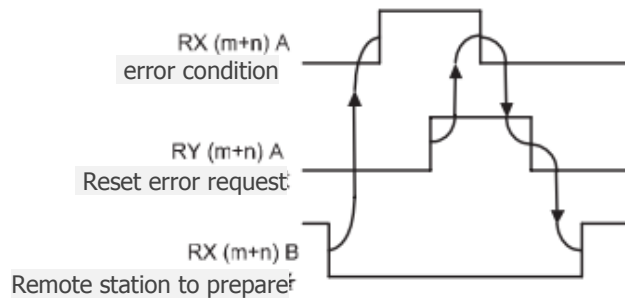 RX (m+n) A
error condition
RY (m+n) A
Reset error request
RX (m+n) B
Remote station to prepare